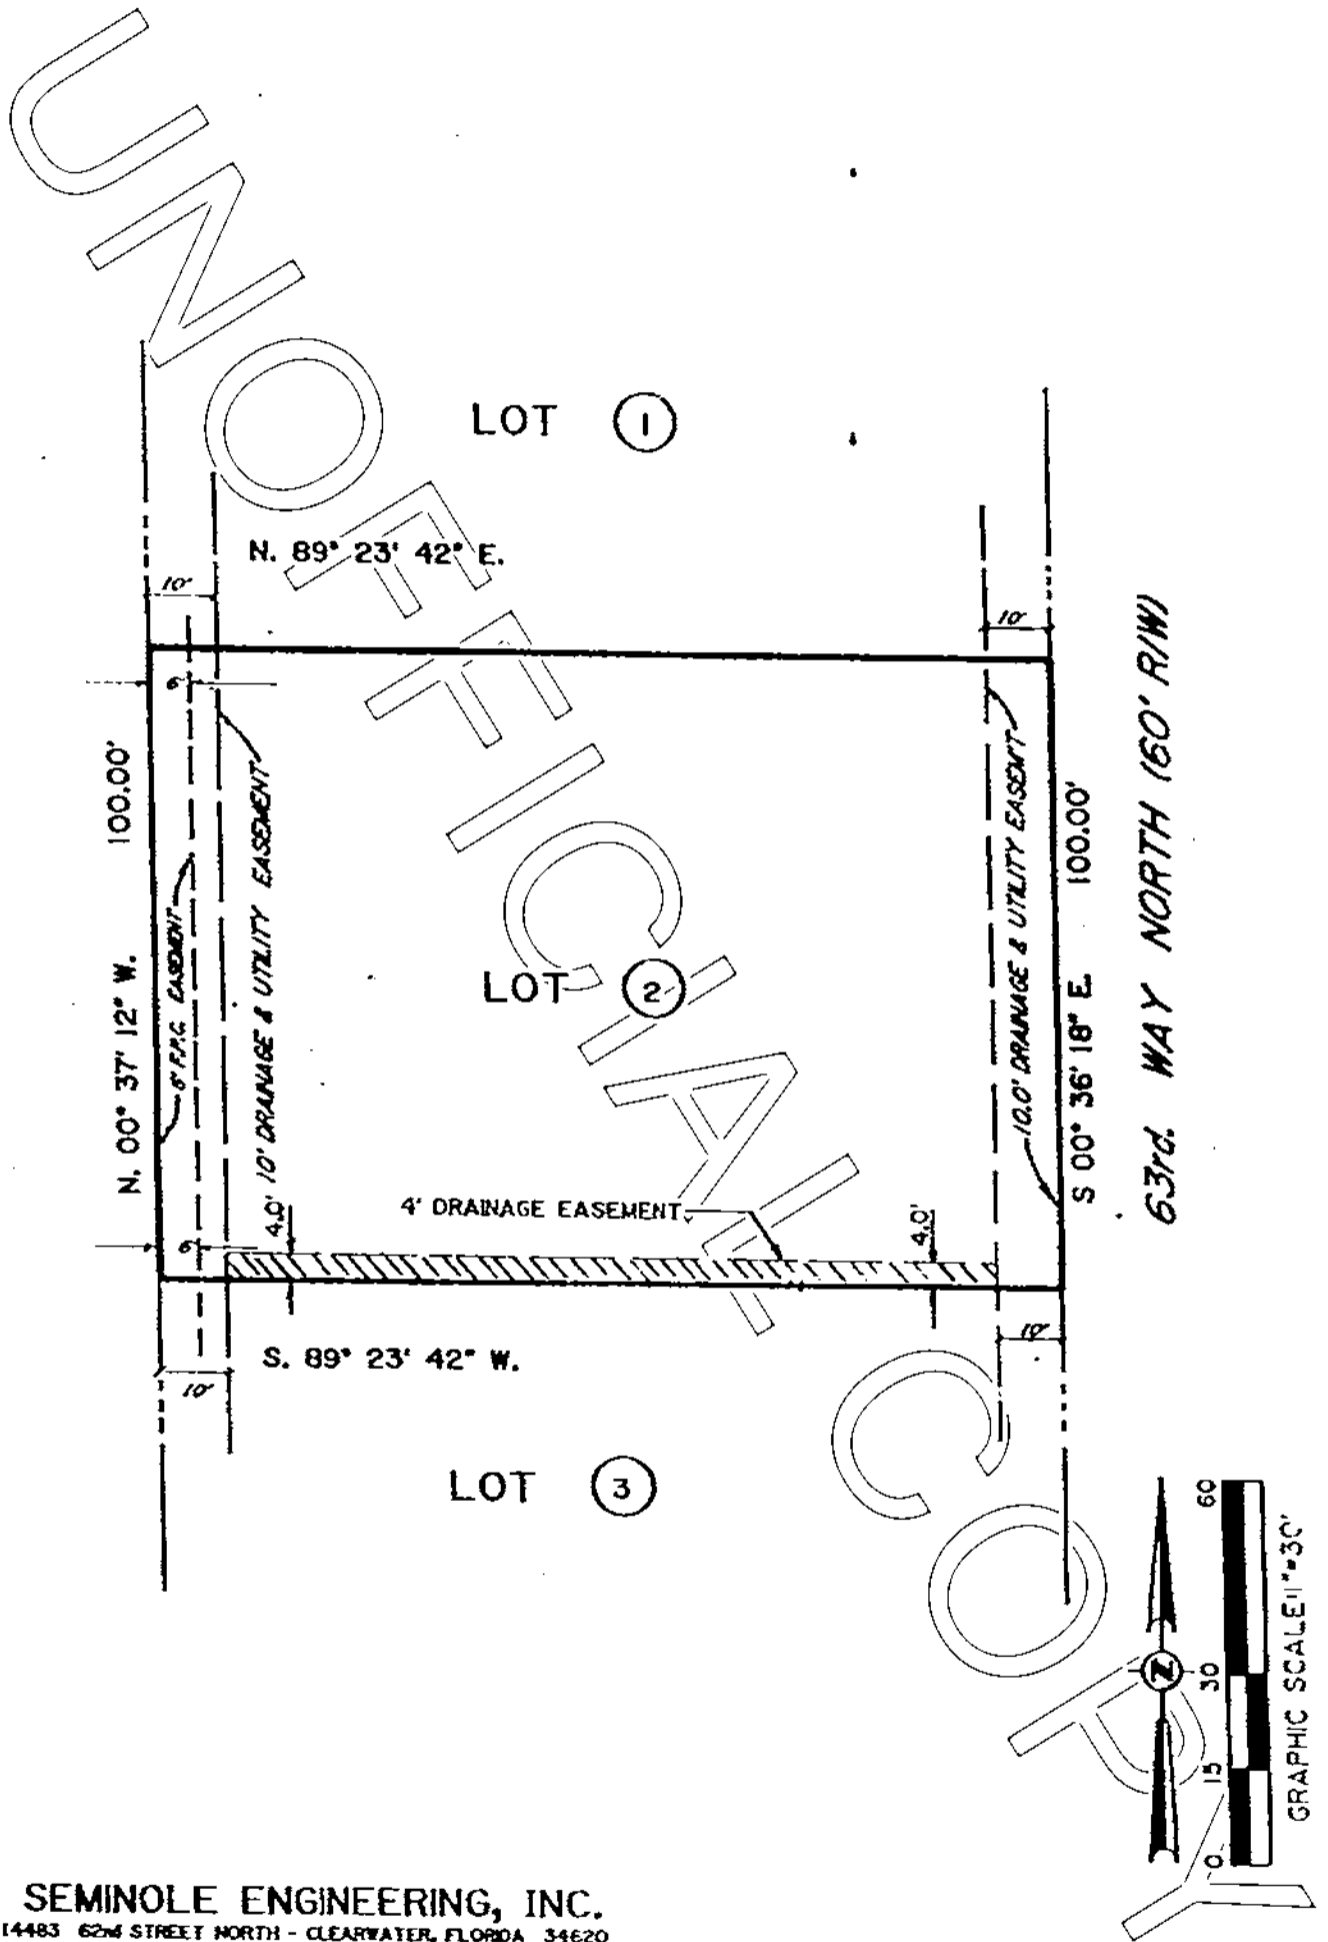 UNOFFICIAL COPY
LOT 1
N. 89° 23' 42" E.
10'
10'
6'
N. 00° 37' 12" W. 100.00'
10' DRAINAGE & UTILITY EASEMENT
10.0' DRAINAGE & UTILITY EASEM'T
S 00° 36' 18" E. 100.00'
63rd. WAY NORTH (60' R/W)
LOT 2
4' DRAINAGE EASEMENT
4.0'
4.0'
6'
S. 89° 23' 42" W.
10'
10'
LOT 3
N
0 15 30 60
GRAPHIC SCALE: 1"=30'
SEMINOLE ENGINEERING, INC.
14483 62nd STREET NORTH - CLEARWATER, FLORIDA 34620